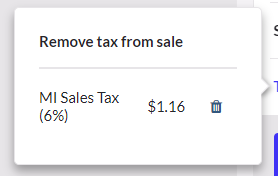 Remove tax from sale
MI Sales Tax $1.16
(6%)